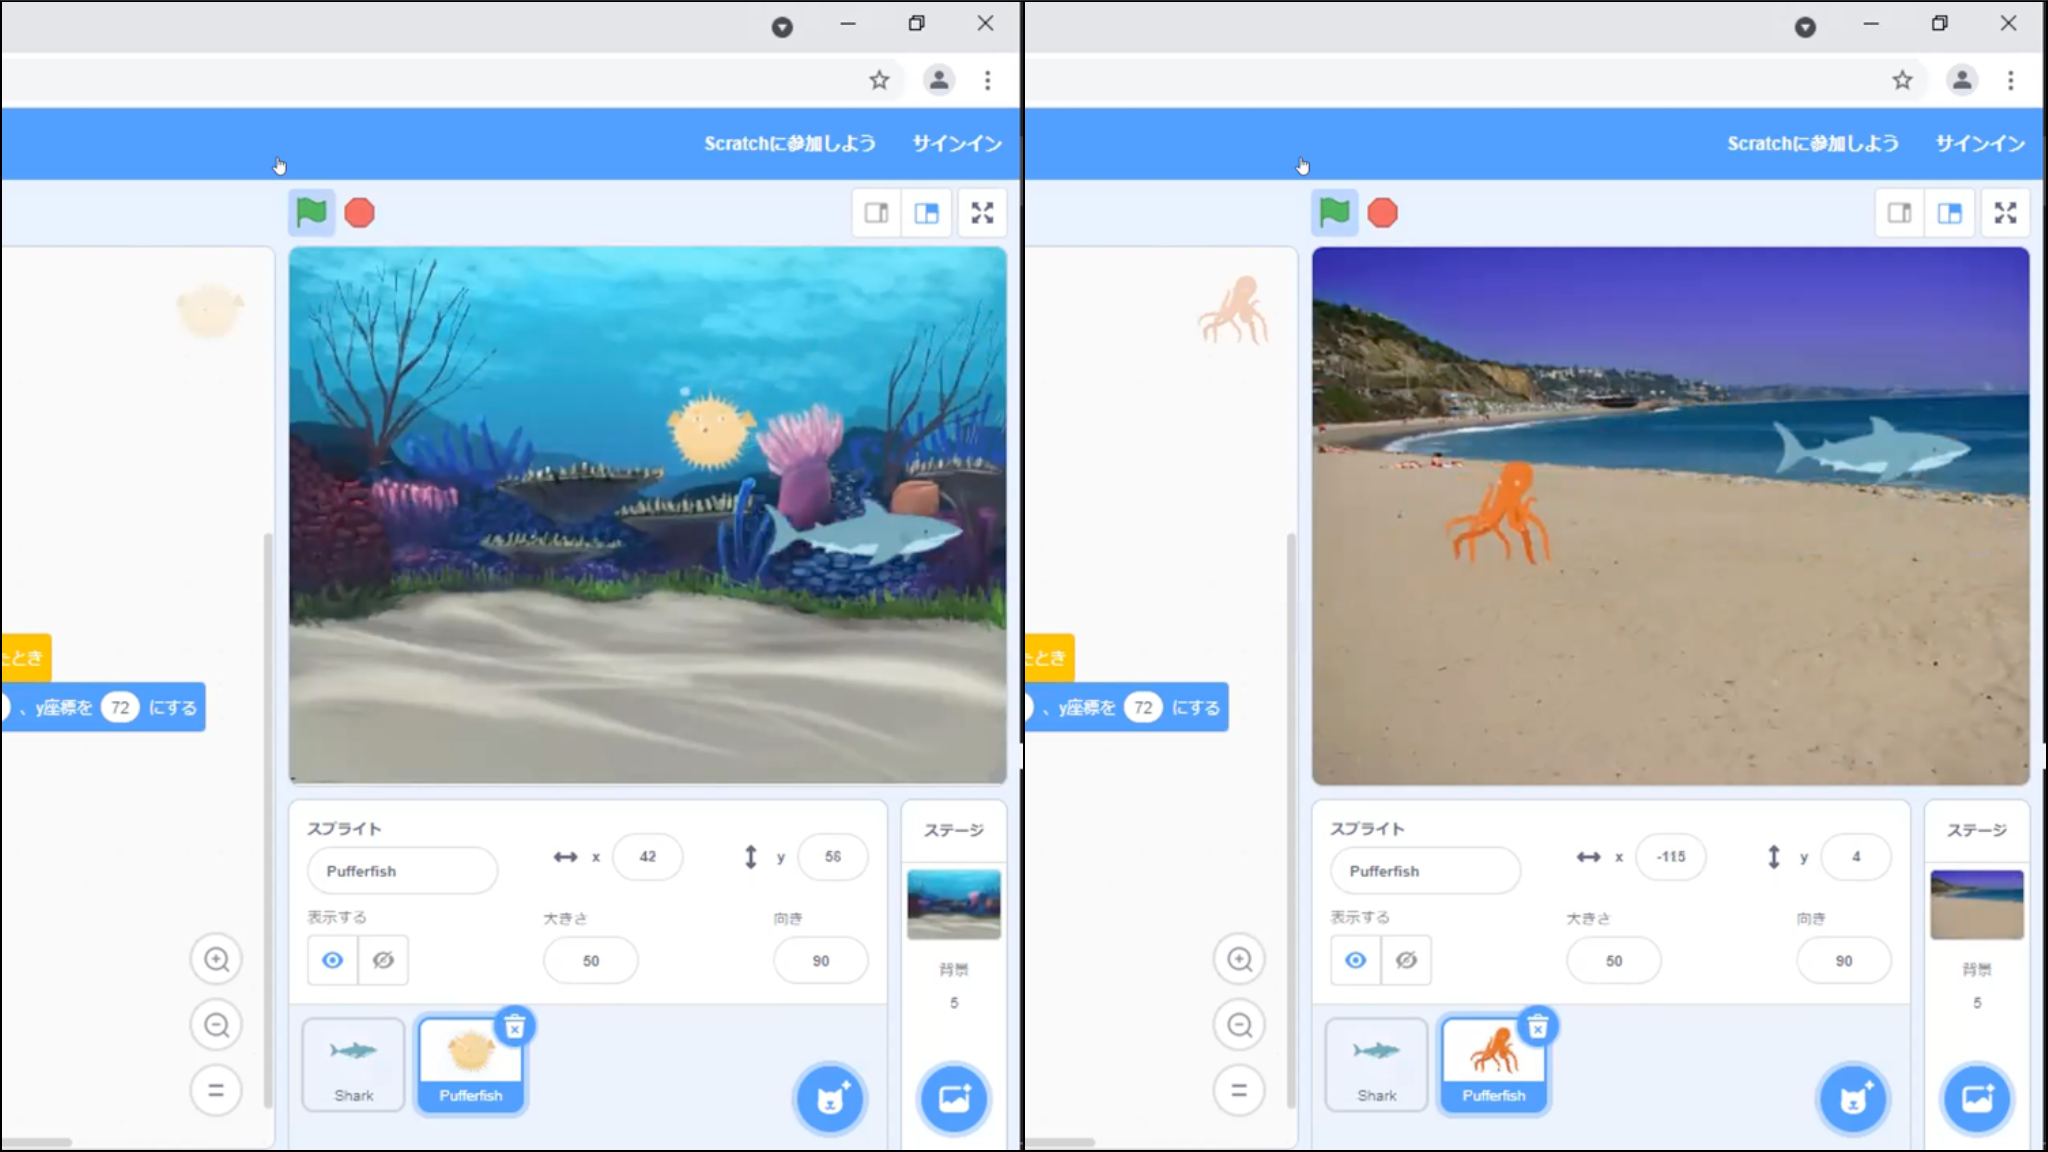 Scratchに参加しよう サインイン
たとき
、y座標を 72 にする
スプライト
Pufferfish x 42 y 56
表示する 大きさ 向き
50 90
Shark Pufferfish
ステージ
背景
5
Scratchに参加しよう サインイン
たとき
、y座標を 72 にする
スプライト
Pufferfish x -115 y 4
表示する 大きさ 向き
50 90
Shark Pufferfish
ステージ
背景
5